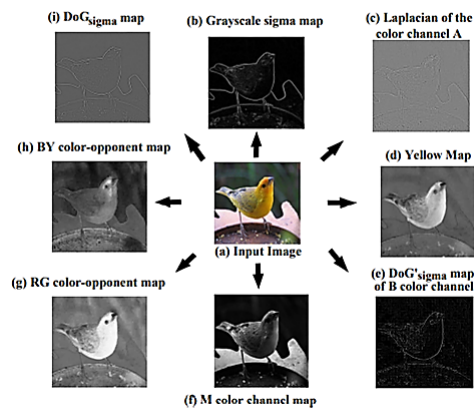 (i) DoGsigma map
(b) Grayscale sigma map
(c) Laplacian of the
color channel A
(h) BY color-opponent map
(d) Yellow Map
(a) Input Image
(g) RG color-opponent map
(e) DoG'sigma map
of B color channel
(f) M color channel map